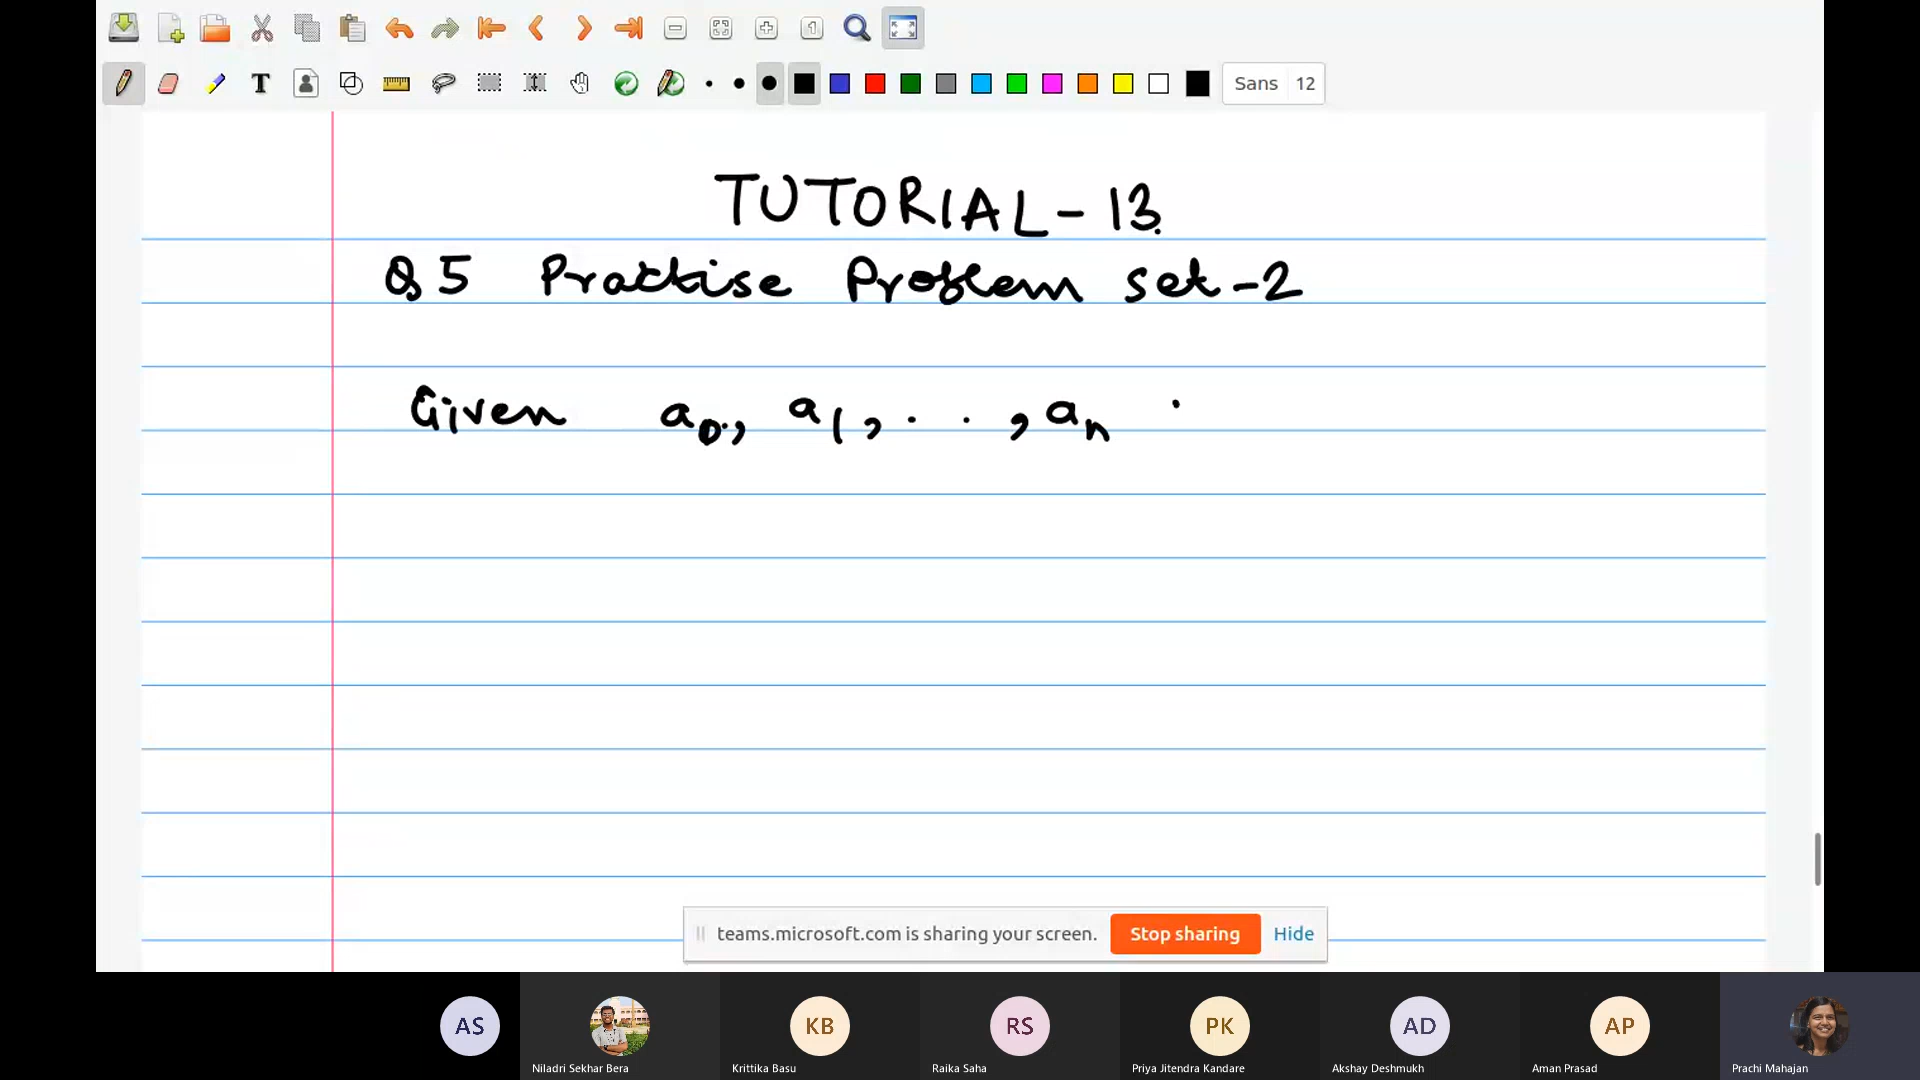 T Sans 12
TUTORIAL-13
Q5 Practise Problem set-2
Given a₀, a₁, . . , aₙ
teams.microsoft.com is sharing your screen. Stop sharing Hide
AS KB RS PK AD AP
Niladri Sekhar Bera Krittika Basu Raika Saha Priya Jitendra Kandare Akshay Deshmukh Aman Prasad Prachi Mahajan